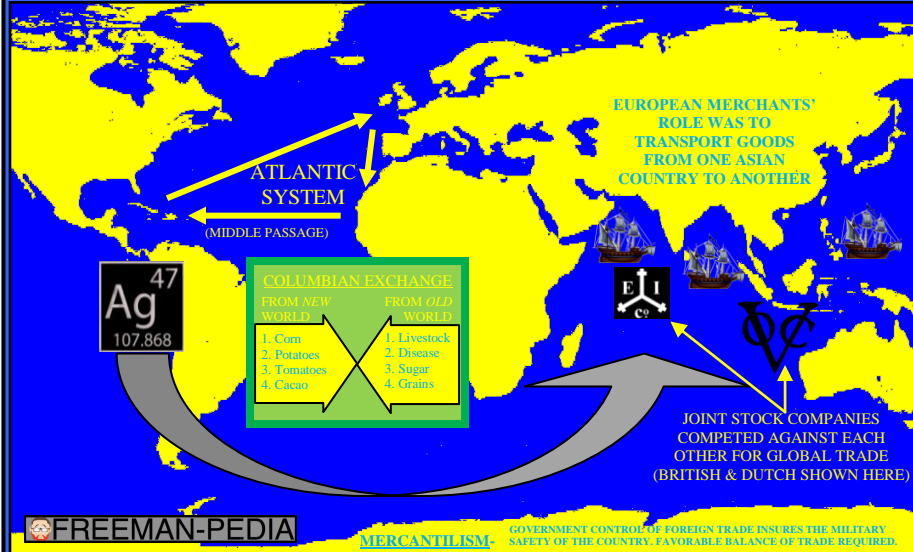 EUROPEAN MERCHANTS'
ROLE WAS TO
TRANSPORT GOODS
FROM ONE ASIAN
COUNTRY TO ANOTHER
ATLANTIC
SYSTEM
(MIDDLE PASSAGE)
47
Ag
107.868
COLUMBIAN EXCHANGE
FROM NEW
WORLD
1. Corn
2. Potatoes
3. Tomatoes
4. Cacao
FROM OLD
WORLD
1. Livestock
2. Disease
3. Sugar
4. Grains
E I
Co
VOC
JOINT STOCK COMPANIES
COMPETED AGAINST EACH
OTHER FOR GLOBAL TRADE
(BRITISH & DUTCH SHOWN HERE)
FREEMAN-PEDIA
MERCANTILISM- GOVERNMENT CONTROL OF FOREIGN TRADE INSURES THE MILITARY
SAFETY OF THE COUNTRY. FAVORABLE BALANCE OF TRADE REQUIRED.